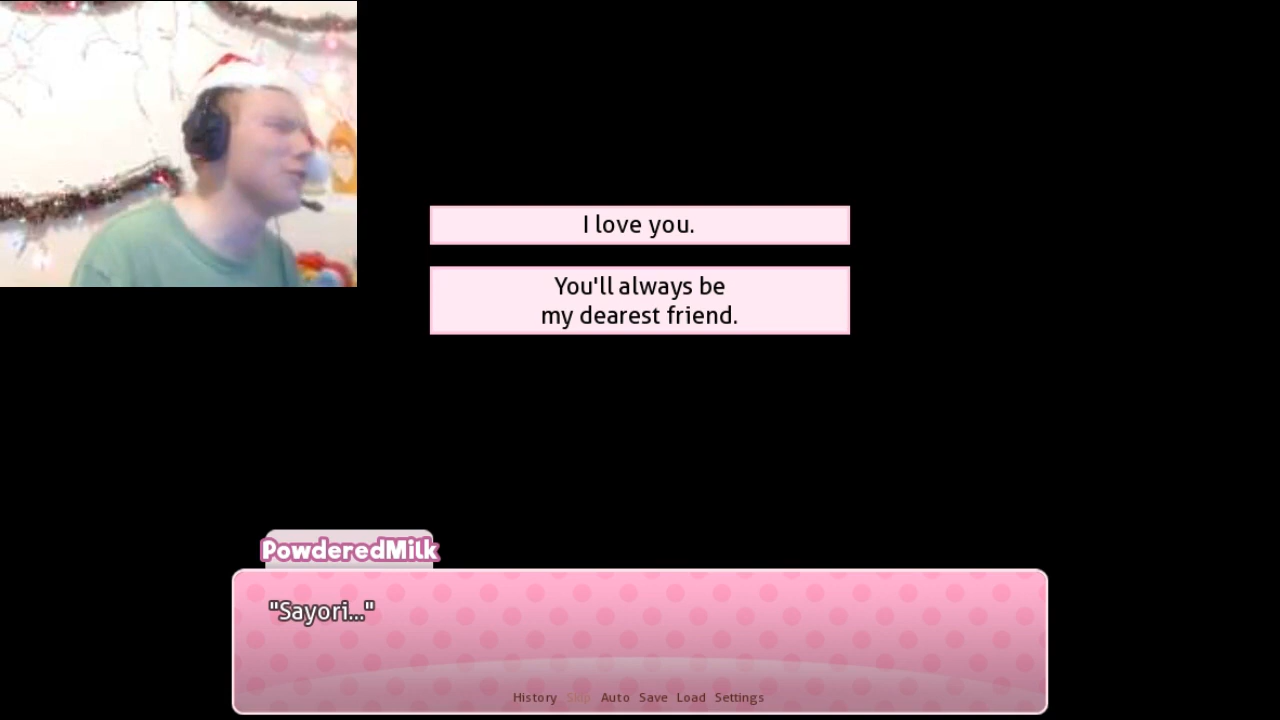 I love you.
You'll always be
my dearest friend.
PowderedMilk
"Sayori..."
History Skip Auto Save Load Settings